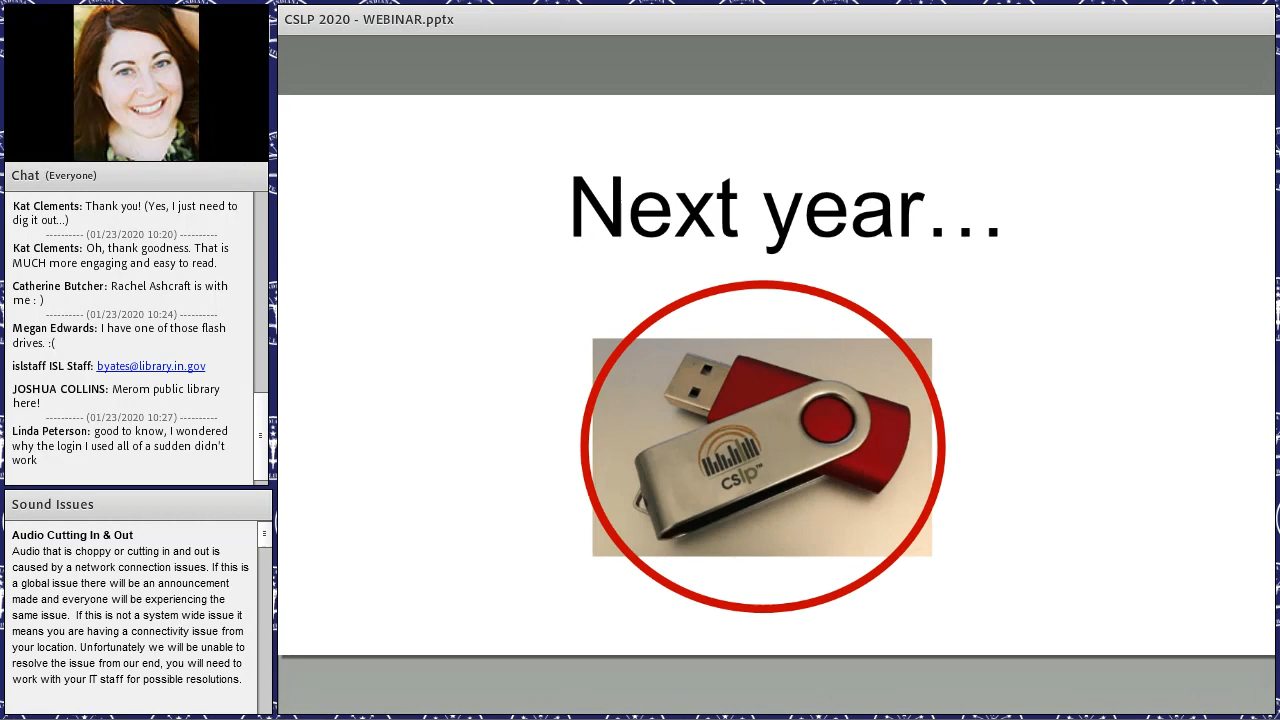 CSLP 2020 - WEBINAR.pptx
Chat (Everyone)
Kat Clements: Thank you! (Yes, I just need to
dig it out...)
---------- (01/23/2020 10:20) ----------
Kat Clements: Oh, thank goodness. That is
MUCH more engaging and easy to read.
Catherine Butcher: Rachel Ashcraft is with
me : )
---------- (01/23/2020 10:24) ----------
Megan Edwards: I have one of those flash
drives. :(
islstaff ISL Staff: byates@library.in.gov
JOSHUA COLLINS: Merom public library
here!
---------- (01/23/2020 10:27) ----------
Linda Peterson: good to know, I wondered
why the login I used all of a sudden didn't
work
Sound Issues
Audio Cutting In & Out
Audio that is choppy or cutting in and out is
caused by a network connection issues. If this is
a global issue there will be an announcement
made and everyone will be experiencing the
same issue.  If this is not a system wide issue it
means you are having a connectivity issue from
your location. Unfortunately we will be unable to
resolve the issue from our end, you will need to
work with your IT staff for possible resolutions.
Next year…
cslp™